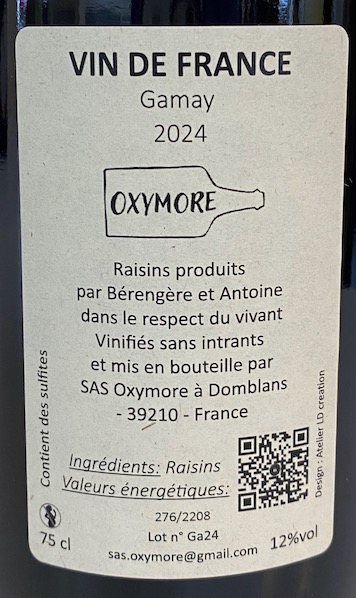 VIN DE FRANCE
Gamay
2024
OXYMORE
Raisins produits
par Bérengère et Antoine
dans le respect du vivant
Vinifiés sans intrants
et mis en bouteille par
SAS Oxymore à Domblans
- 39210 - France
Contient des sulfites
Ingrédients: Raisins
Valeurs énergétiques:
276/2208
Lot n° Ga24
75 cl
sas.oxymore@gmail.com
12%vol
Design : Atelier LD creation